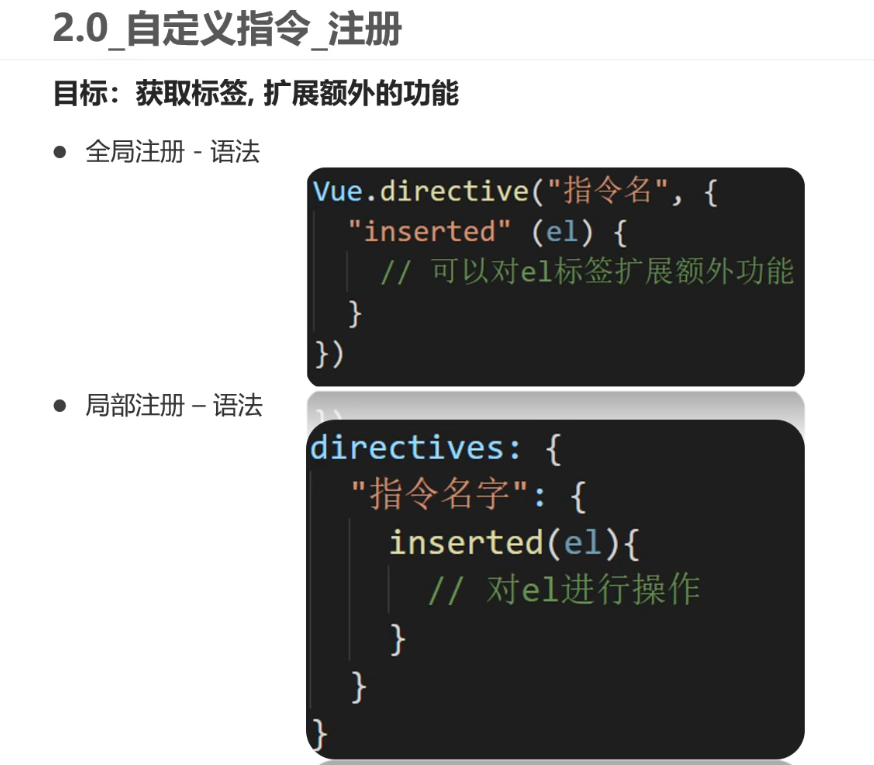 2.0_自定义指令_注册
目标：获取标签, 扩展额外的功能
● 全局注册 - 语法
Vue.directive("指令名", {
"inserted" (el) {
// 可以对el标签扩展额外功能
}
})
● 局部注册 – 语法
directives: {
"指令名字": {
inserted(el){
// 对el进行操作
}
}
}